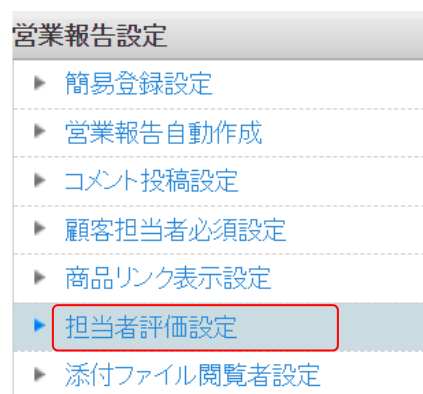 営業報告設定
簡易登録設定
営業報告自動作成
コメント投稿設定
顧客担当者必須設定
商品リンク表示設定
担当者評価設定
添付ファイル閲覧者設定